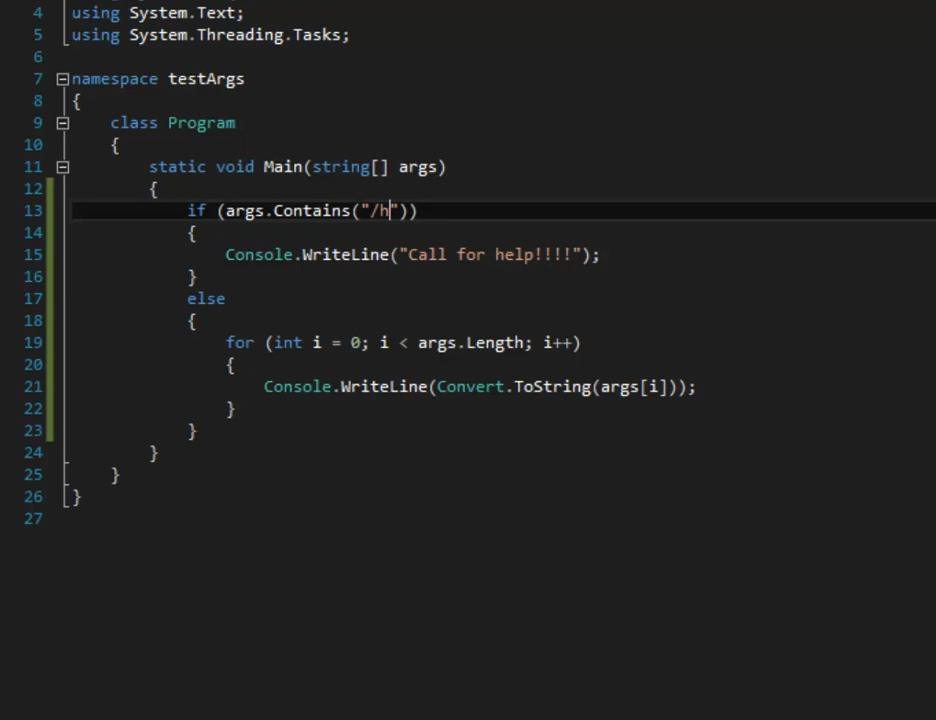 4 using System.Text;
5 using System.Threading.Tasks;
6
7 namespace testArgs
8 {
9 class Program
10 {
11 static void Main(string[] args)
12 {
13 if (args.Contains("/h"))
14 {
15 Console.WriteLine("Call for help!!!!");
16 }
17 else
18 {
19 for (int i = 0; i < args.Length; i++)
20 {
21 Console.WriteLine(Convert.ToString(args[i]));
22 }
23 }
24 }
25 }
26 }
27